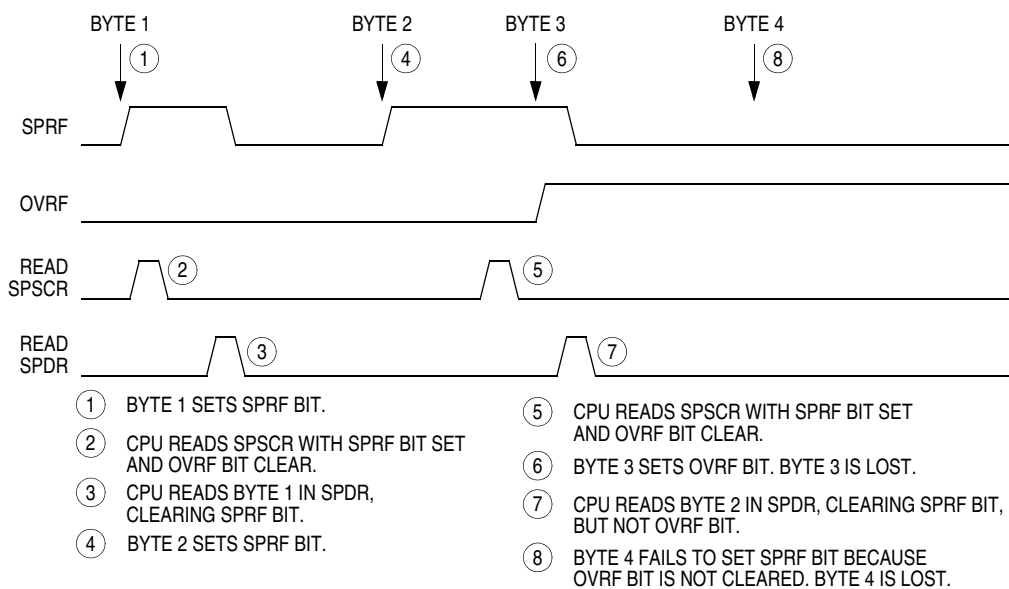 BYTE 1
BYTE 2
BYTE 3
BYTE 4
1
4
6
8
SPRF
OVRF
READ
SPSCR
2
5
READ
SPDR
3
7
1 BYTE 1 SETS SPRF BIT.
2 CPU READS SPSCR WITH SPRF BIT SET
AND OVRF BIT CLEAR.
3 CPU READS BYTE 1 IN SPDR,
CLEARING SPRF BIT.
4 BYTE 2 SETS SPRF BIT.
5 CPU READS SPSCR WITH SPRF BIT SET
AND OVRF BIT CLEAR.
6 BYTE 3 SETS OVRF BIT. BYTE 3 IS LOST.
7 CPU READS BYTE 2 IN SPDR, CLEARING SPRF BIT,
BUT NOT OVRF BIT.
8 BYTE 4 FAILS TO SET SPRF BIT BECAUSE
OVRF BIT IS NOT CLEARED. BYTE 4 IS LOST.